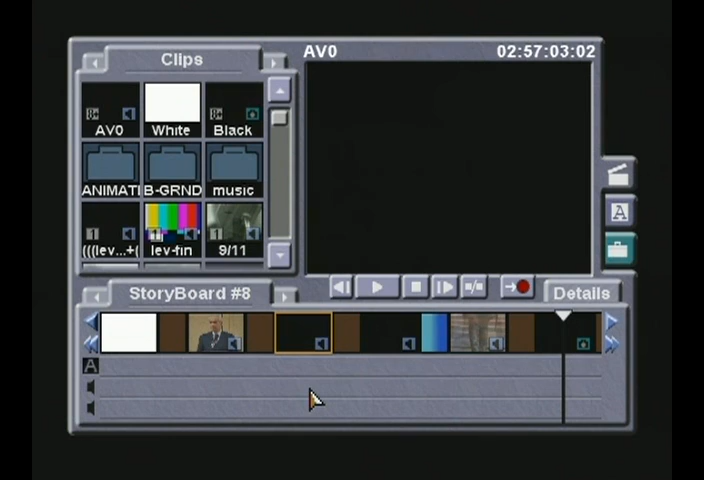 Clips
AV0
02:57:03:02
AV0
White
Black
ANIMATI
B-GRND
music
(((lev...+(
lev-fin
9/11
StoryBoard #8
Details
A
A